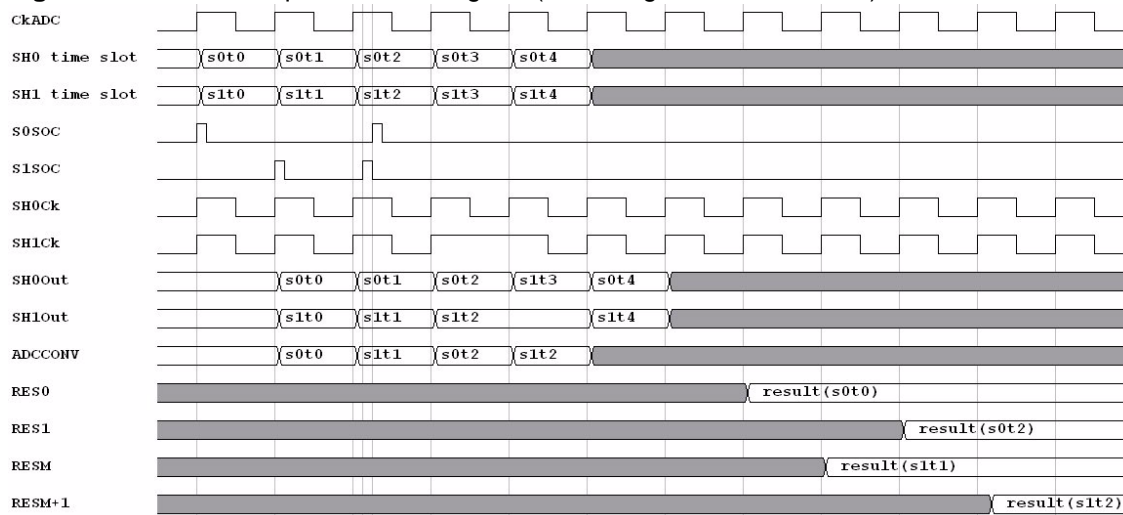 CkADC
SH0 time slot s0t0 s0t1 s0t2 s0t3 s0t4
SH1 time slot s1t0 s1t1 s1t2 s1t3 s1t4
S0SOC
S1SOC
SH0Ck
SH1Ck
SH0Out s0t0 s0t1 s0t2 s1t3 s0t4
SH1Out s1t0 s1t1 s1t2 s1t4
ADCCONV s0t0 s1t1 s0t2 s1t2
RES0 result(s0t0)
RES1 result(s0t2)
RESM result(s1t1)
RESM+1 result(s1t2)